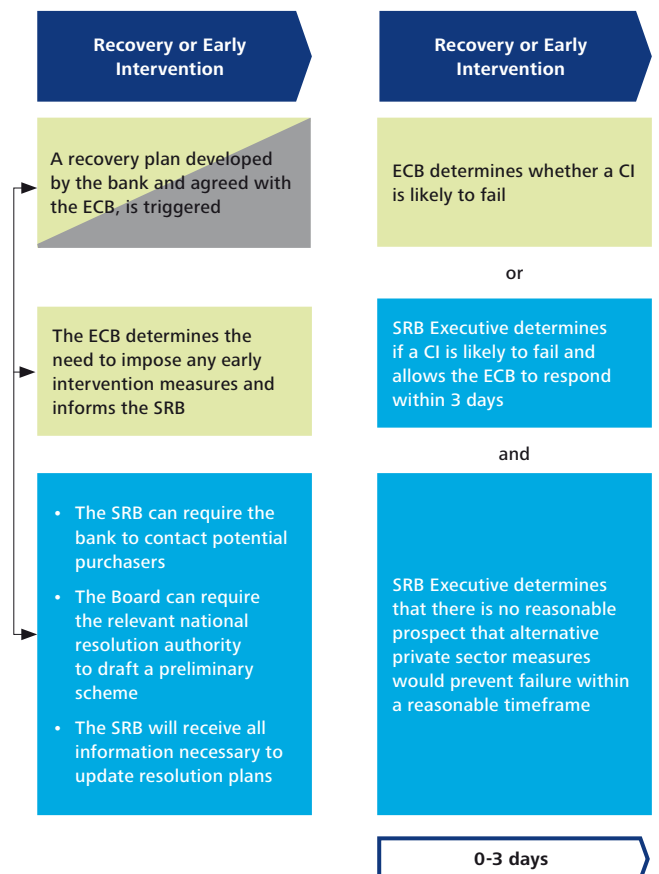 Recovery or Early
Intervention
A recovery plan developed
by the bank and agreed with
the ECB, is triggered
The ECB determines the
need to impose any early
intervention measures and
informs the SRB
• The SRB can require the
bank to contact potential
purchasers
• The Board can require
the relevant national
resolution authority
to draft a preliminary
scheme
• The SRB will receive all
information necessary to
update resolution plans
Recovery or Early
Intervention
ECB determines whether a CI
is likely to fail
or
SRB Executive determines
if a CI is likely to fail and
allows the ECB to respond
within 3 days
and
SRB Executive determines
that there is no reasonable
prospect that alternative
private sector measures
would prevent failure within
a reasonable timeframe
0-3 days